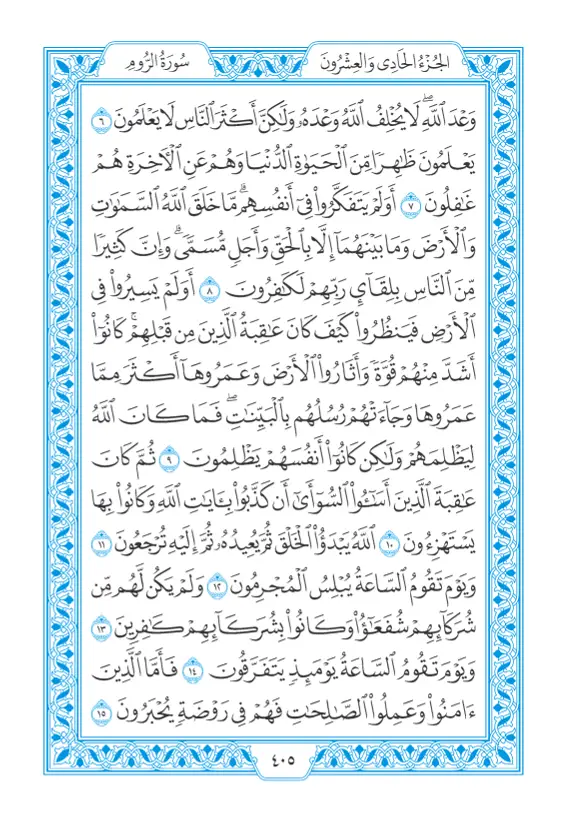 سُورَةُ الرُّومِ
الجُزْءُ الحَادِي وَالعِشْرُونَ
وَعْدَ ٱللَّهِۖ لَا يُخْلِفُ ٱللَّهُ وَعْدَهُۥ وَلَٰكِنَّ أَكْثَرَ ٱلنَّاسِ لَا يَعْلَمُونَ ٦
يَعْلَمُونَ ظَٰهِرًا مِّنَ ٱلْحَيَوٰةِ ٱلدُّنْيَا وَهُمْ عَنِ ٱلْأٓخِرَةِ هُمْ
غَٰفِلُونَ ٧ أَوَلَمْ يَتَفَكَّرُوا۟ فِىٓ أَنفُسِهِمۗ مَّا خَلَقَ ٱللَّهُ ٱلسَّمَٰوَٰتِ
وَٱلْأَرْضَ وَمَا بَيْنَهُمَآ إِلَّا بِٱلْحَقِّ وَأَجَلٍ مُّسَمًّىۗ وَإِنَّ كَثِيرًا
مِّنَ ٱلنَّاسِ بِلِقَآئِ رَبِّهِمْ لَكَٰفِرُونَ ٨ أَوَلَمْ يَسِيرُوا۟ فِى
ٱلْأَرْضِ فَيَنظُرُوا۟ كَيْفَ كَانَ عَٰقِبَةُ ٱلَّذِينَ مِن قَبْلِهِمْۚ كَانُوٓا۟
أَشَدَّ مِنْهُمْ قُوَّةً وَأَثَارُوا۟ ٱلْأَرْضَ وَعَمَرُوهَآ أَكْثَرَ مِمَّا
عَمَرُوهَا وَجَآءَتْهُمْ رُسُلُهُم بِٱلْبَيِّنَٰتِۖ فَمَا كَانَ ٱللَّهُ
لِيَظْلِمَهُمْ وَلَٰكِن كَانُوٓا۟ أَنفُسَهُمْ يَظْلِمُونَ ٩ ثُمَّ كَانَ
عَٰقِبَةَ ٱلَّذِينَ أَسَٰٓـُٔوا۟ ٱلسُّوٓأَىٰٓ أَن كَذَّبُوا۟ بِـَٔايَٰتِ ٱللَّهِ وَكَانُوا۟ بِهَا
يَسْتَهْزِءُونَ ١٠ ٱللَّهُ يَبْدَؤُا۟ ٱلْخَلْقَ ثُمَّ يُعِيدُهُۥ ثُمَّ إِلَيْهِ تُرْجَعُونَ ١١
وَيَوْمَ تَقُومُ ٱلسَّاعَةُ يُبْلِسُ ٱلْمُجْرِمُونَ ١٢ وَلَمْ يَكُن لَّهُم مِّن
شُرَكَآئِهِمْ شُفَعَٰٓؤُا۟ وَكَانُوا۟ بِشُرَكَآئِهِمْ كَٰفِرِينَ ١٣
وَيَوْمَ تَقُومُ ٱلسَّاعَةُ يَوْمَئِذٍ يَتَفَرَّقُونَ ١٤ فَأَمَّا ٱلَّذِينَ
ءَامَنُوا۟ وَعَمِلُوا۟ ٱلصَّٰلِحَٰتِ فَهُمْ فِى رَوْضَةٍ يُحْبَرُونَ ١٥
٤٠٥